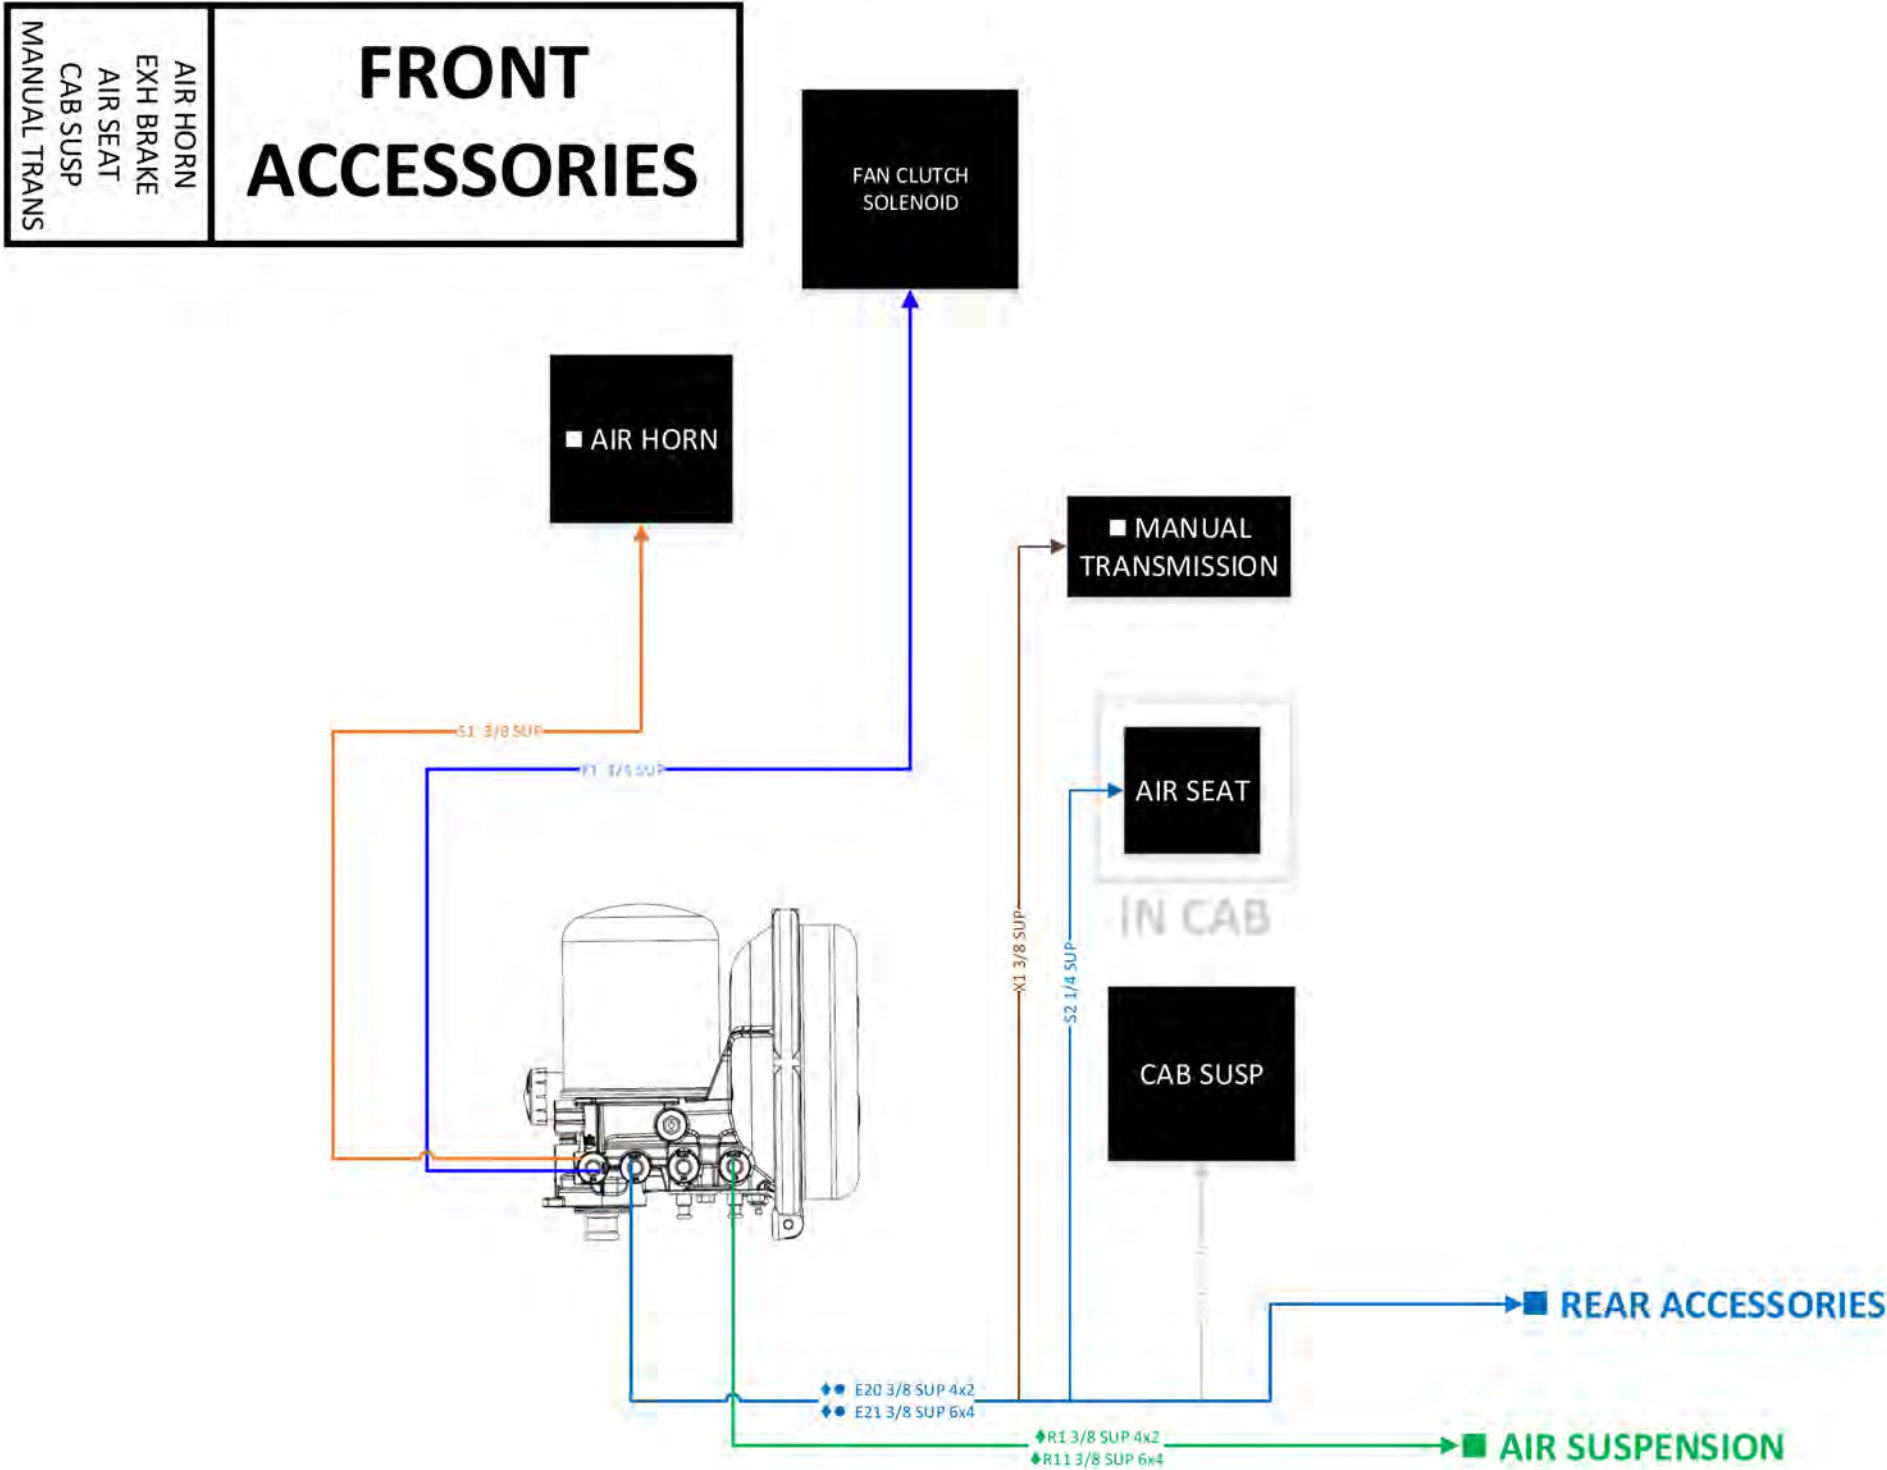 FRONT
ACCESSORIES
AIR HORN
EXH BRAKE
AIR SEAT
CAB SUSP
MANUAL TRANS
FAN CLUTCH
SOLENOID
■ AIR HORN
■ MANUAL
TRANSMISSION
S1 3/8 SUP
SUP
AIR SEAT
IN CAB
X1 3/8 SUP
S2 1/4 SUP
CAB SUSP
■ REAR ACCESSORIES
♦● E20 3/8 SUP 4x2
♦● E21 3/8 SUP 6x4
♦R1 3/8 SUP 4x2
♦R11 3/8 SUP 6x4
■ AIR SUSPENSION